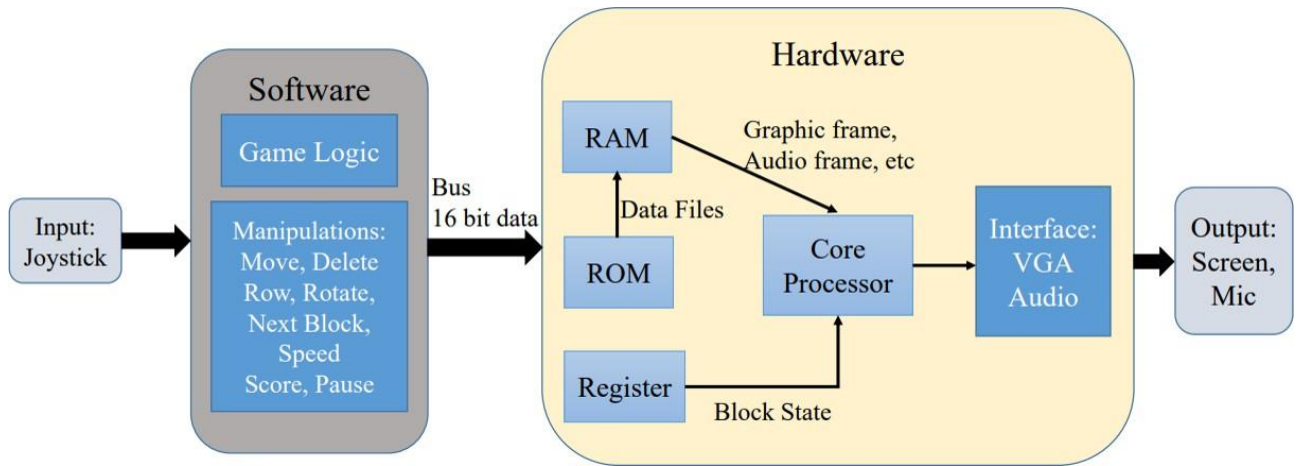 Input:
Joystick
Software
Game Logic
Manipulations:
Move, Delete
Row, Rotate,
Next Block,
Speed
Score, Pause
Bus
16 bit data
Hardware
RAM
Data Files
ROM
Register
Graphic frame,
Audio frame, etc
Core
Processor
Block State
Interface:
VGA
Audio
Output:
Screen,
Mic